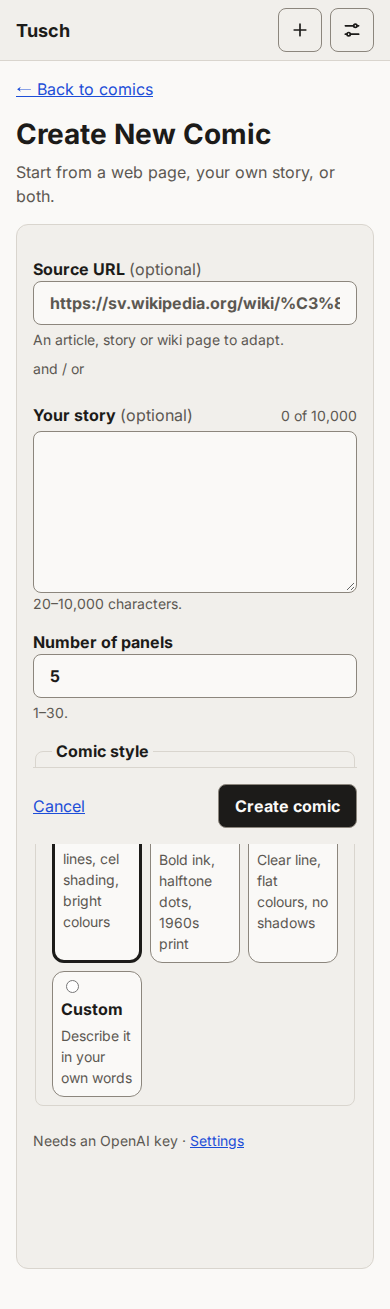 Tusch
← Back to comics
Create New Comic
Start from a web page, your own story, or
both.
Source URL (optional)
https://sv.wikipedia.org/wiki/%C3%8
An article, story or wiki page to adapt.
and / or
Your story (optional) 0 of 10,000
20–10,000 characters.
Number of panels
5
1–30.
Comic style
Cancel Create comic
lines, cel
shading,
bright
colours
Bold ink,
halftone
dots,
1960s
print
Clear line,
flat
colours, no
shadows
Custom
Describe it
in your
own words
Needs an OpenAI key · Settings